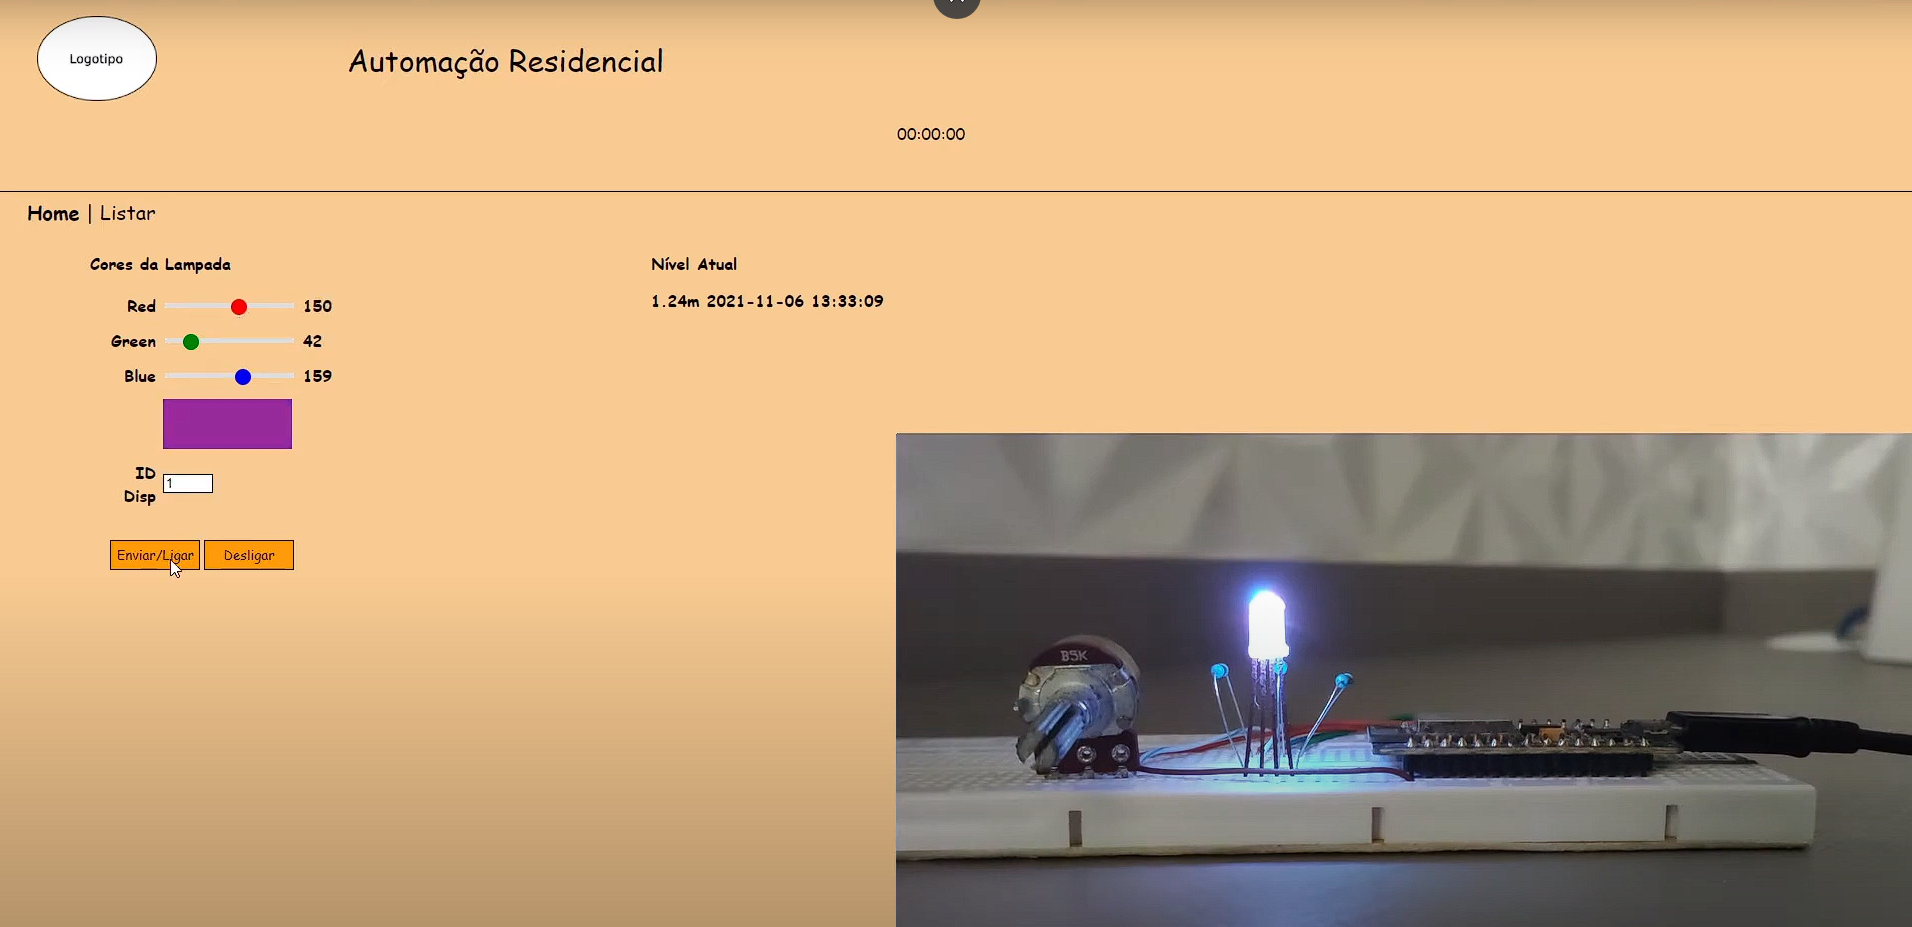 Logotipo
Automação Residencial
00:00:00
Home | Listar
Cores da Lampada
Nível Atual
Red 150
1.24m 2021-11-06 13:33:09
Green 42
Blue 159
ID
Disp
1
Enviar/Ligar
Desligar
B5K